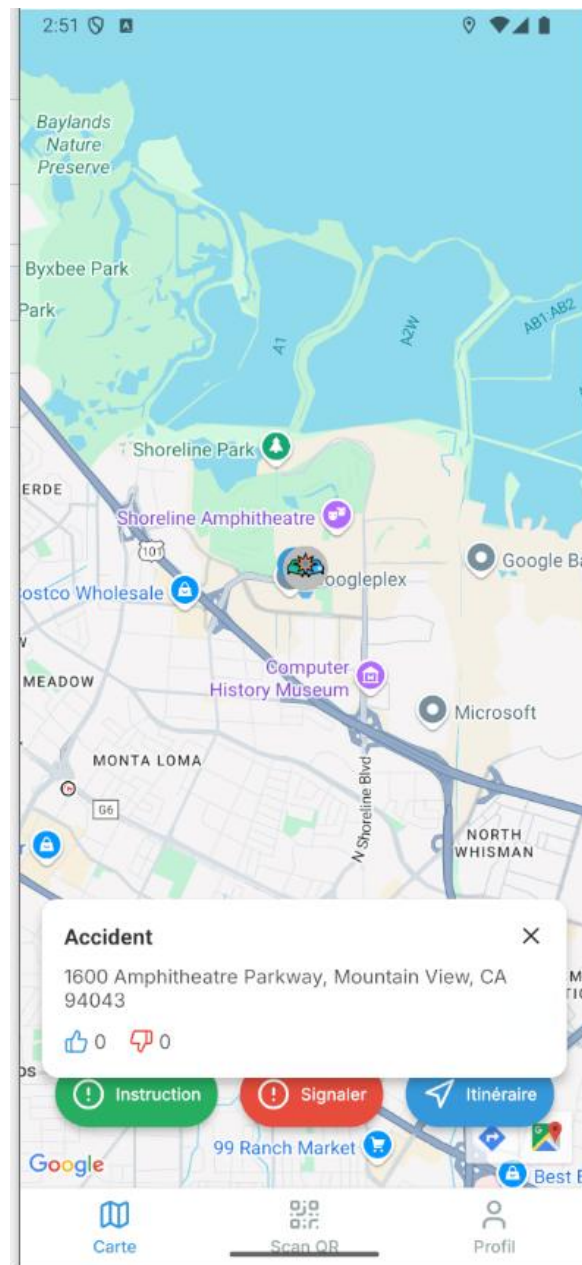 2:51
Baylands
Nature
Preserve
Byxbee Park
Park
A1
A2W
AB1:AB2
Shoreline Park
ERDE
Shoreline Amphitheatre
101
oogleplex
Google Ba
ostco Wholesale
Computer
History Museum
MEADOW
Microsoft
MONTA LOMA
G6
N Shoreline Blvd
NORTH
WHISMAN
Accident
1600 Amphitheatre Parkway, Mountain View, CA
94043
0
0
Instruction
Signaler
Itinéraire
99 Ranch Market
Google
Best B
Carte
Scan QR
Profil